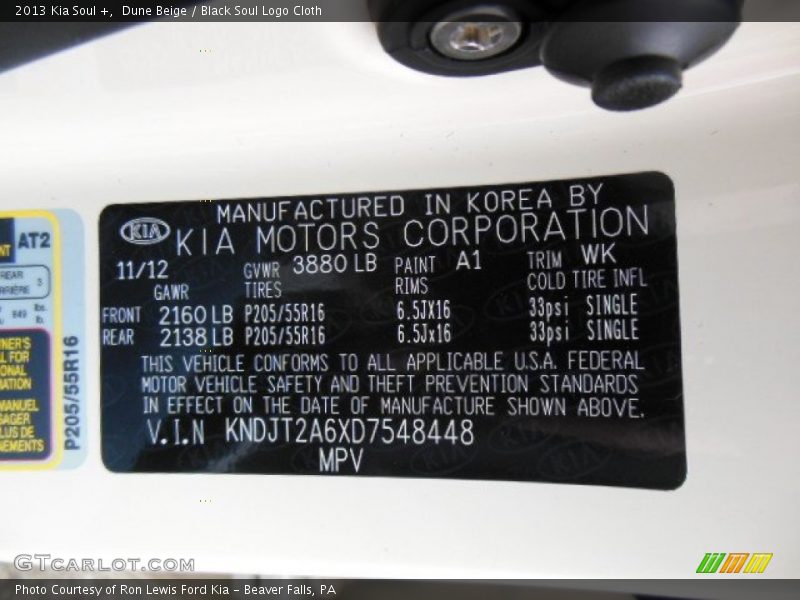 2013 Kia Soul +,  Dune Beige / Black Soul Logo Cloth
MANUFACTURED IN KOREA BY
KIA KIA MOTORS CORPORATION
11/12 GVWR 3880 LB PAINT A1 TRIM WK
GAWR TIRES RIMS COLD TIRE INFL
FRONT 2160 LB P205/55R16 6.5JX16 33psi SINGLE
REAR 2138 LB P205/55R16 6.5Jx16 33psi SINGLE
THIS VEHICLE CONFORMS TO ALL APPLICABLE U.S.A. FEDERAL
MOTOR VEHICLE SAFETY AND THEFT PREVENTION STANDARDS
IN EFFECT ON THE DATE OF MANUFACTURE SHOWN ABOVE.
V.I.N KNDJT2A6XD7548448
MPV
AT2
REAR
3
849 lbs.
P205/55R16
GTCARLOT.COM
Photo Courtesy of Ron Lewis Ford Kia – Beaver Falls, PA